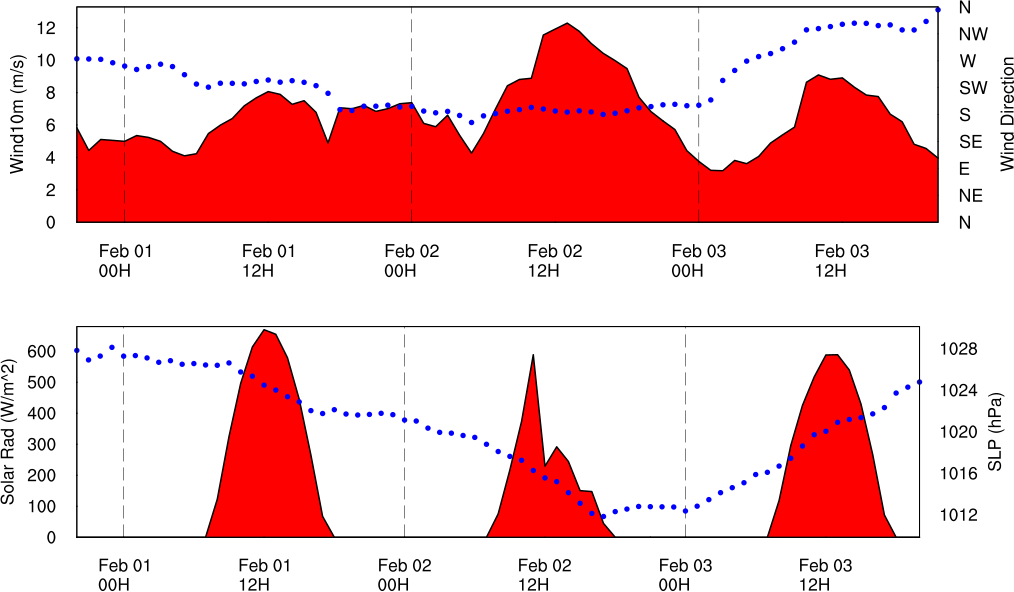 12
10
8
6
4
2
0
Wind10m (m/s)
N
NW
W
SW
S
SE
E
NE
N
Wind Direction
Feb 01 Feb 01 Feb 02 Feb 02 Feb 03 Feb 03
00H 12H 00H 12H 00H 12H
600
500
400
300
200
100
0
Solar Rad (W/m^2)
1028
1024
1020
1016
1012
SLP (hPa)
Feb 01 Feb 01 Feb 02 Feb 02 Feb 03 Feb 03
00H 12H 00H 12H 00H 12H